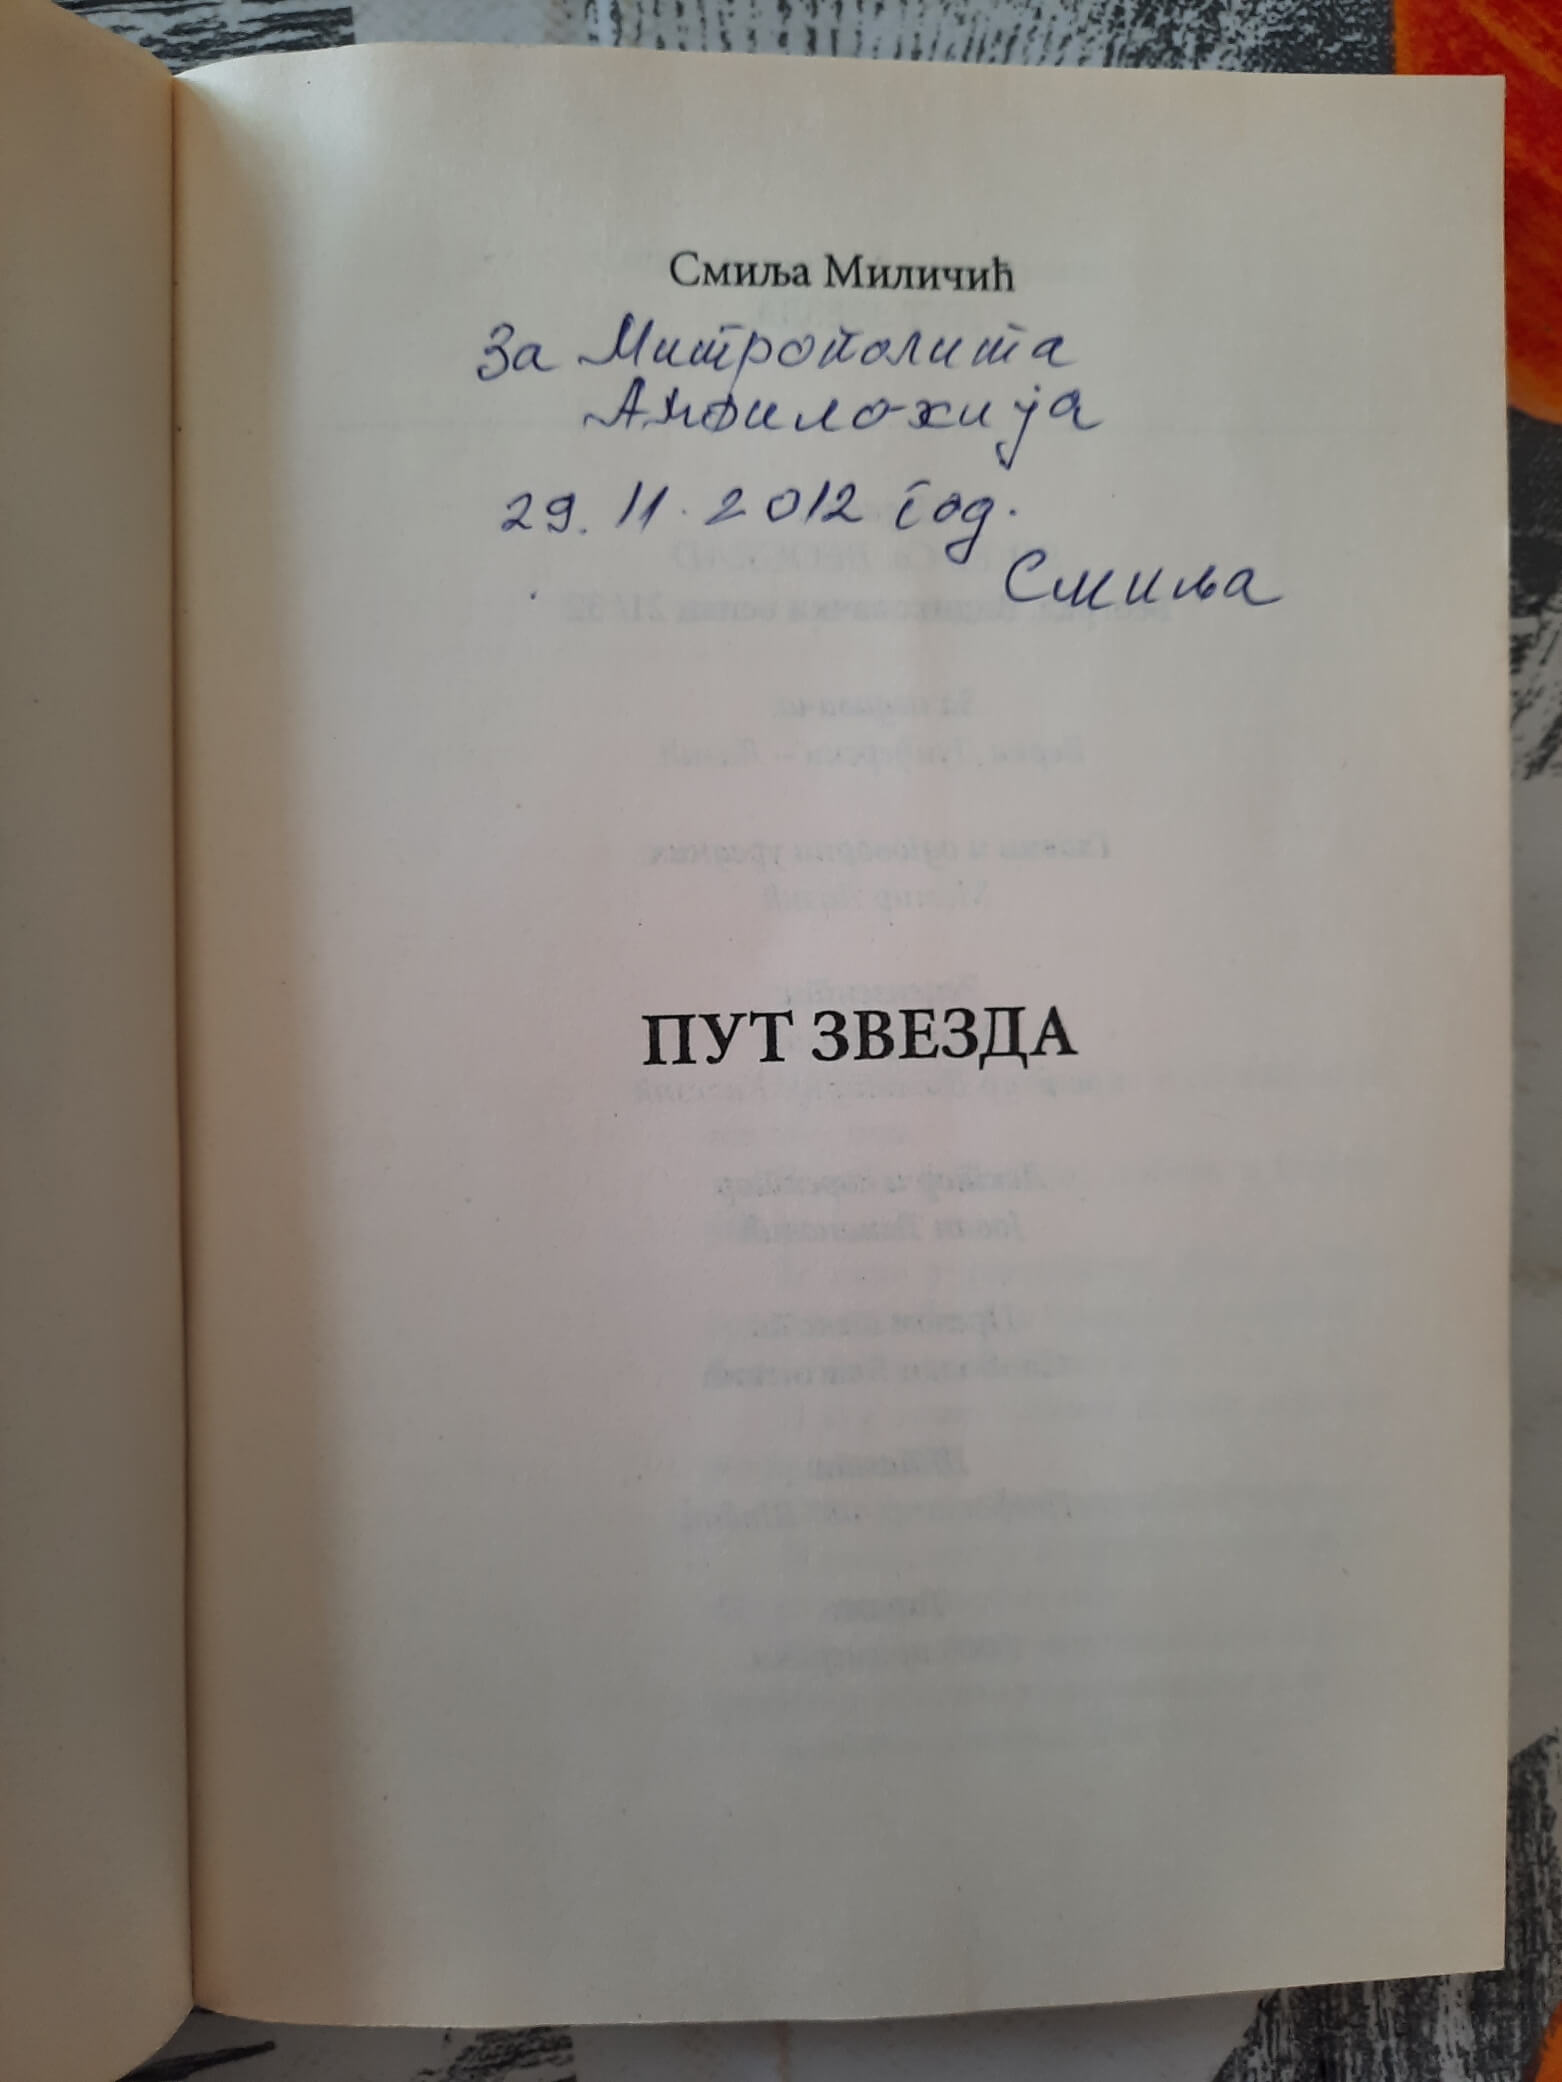 Смиља Миличић
За Митрополита
Амфилохија
29. 11. 2012 год.
Смиља
ПУТ ЗВЕЗДА